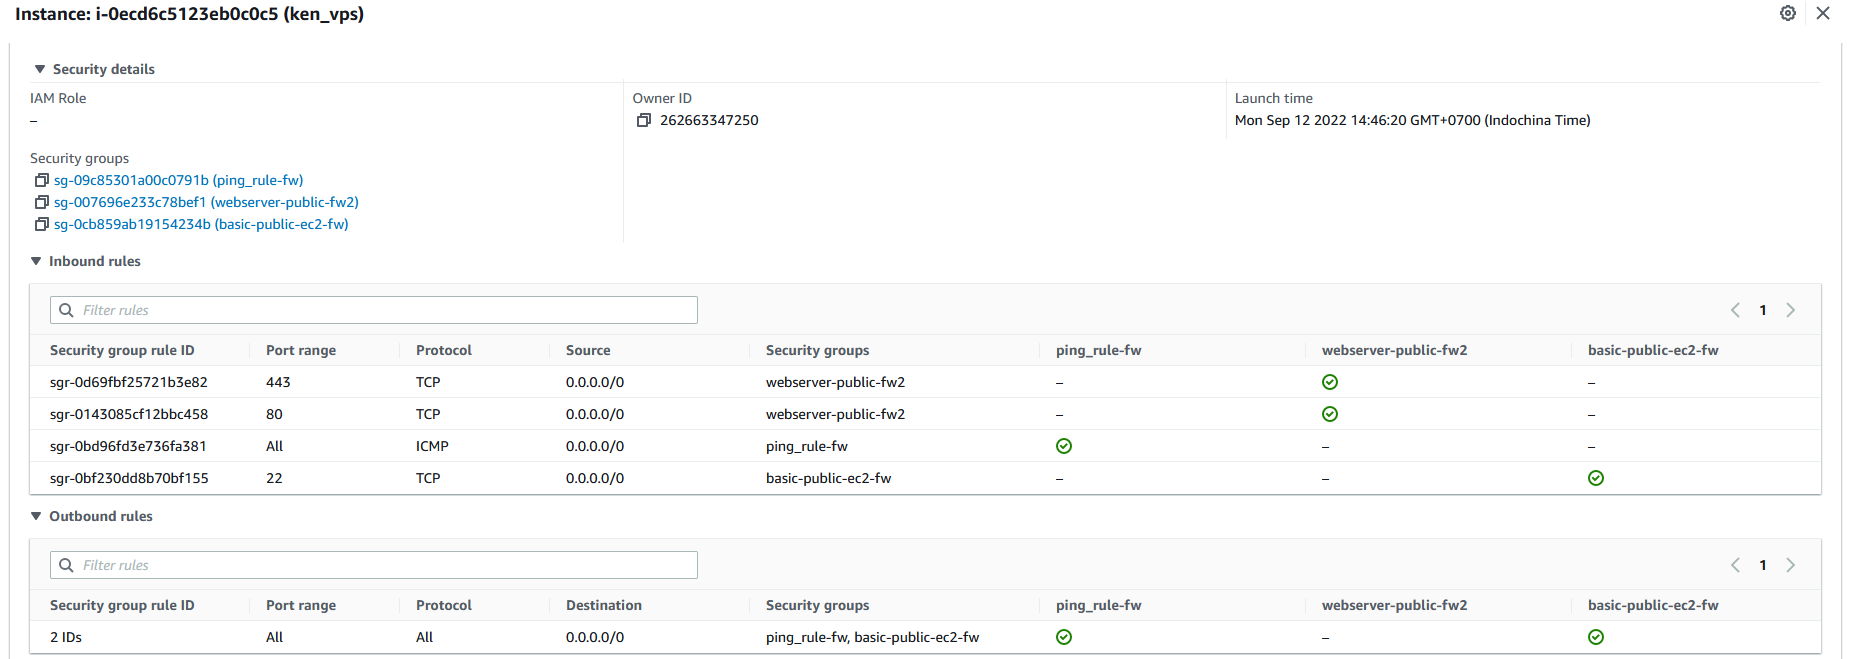 Instance: i-0ecd6c5123eb0c0c5 (ken_vps)
Security details
IAM Role Owner ID Launch time
– 262663347250 Mon Sep 12 2022 14:46:20 GMT+0700 (Indochina Time)
Security groups
sg-09c85301a00c0791b (ping_rule-fw)
sg-007696e233c78bef1 (webserver-public-fw2)
sg-0cb859ab19154234b (basic-public-ec2-fw)
Inbound rules
Filter rules 1
Security group rule ID Port range Protocol Source Security groups ping_rule-fw webserver-public-fw2 basic-public-ec2-fw
sgr-0d69fbf25721b3e82 443 TCP 0.0.0.0/0 webserver-public-fw2 – –
sgr-0143085cf12bbc458 80 TCP 0.0.0.0/0 webserver-public-fw2 – –
sgr-0bd96fd3e736fa381 All ICMP 0.0.0.0/0 ping_rule-fw – –
sgr-0bf230dd8b70bf155 22 TCP 0.0.0.0/0 basic-public-ec2-fw – –
Outbound rules
Filter rules 1
Security group rule ID Port range Protocol Destination Security groups ping_rule-fw webserver-public-fw2 basic-public-ec2-fw
2 IDs All All 0.0.0.0/0 ping_rule-fw, basic-public-ec2-fw –